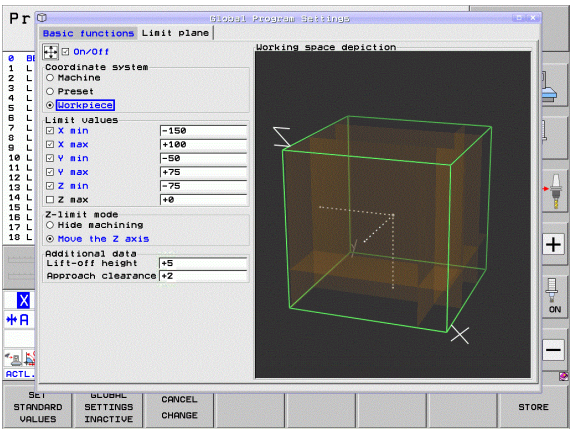 Pr
Global Program Settings
Basic functions
Limit plane
On/Off
Coordinate system
Machine
Preset
Workpiece
Limit values
X min -150
X max +100
Y min -50
Y max +75
Z min -75
Z max +0
Z-limit mode
Hide machining
Move the Z axis
Additional data
Lift-off height +5
Approach clearance +2
Working space depiction
Z
Y
X
0 BE
1 L
2 L
3 L
4 L
5 L
6 L
7 L
8 L
9 L
10 L
11 L
12 L
13 L
14 L
15 L
16 L
17 L
18 L
X
A
ACTL.
ON
SET
STANDARD
VALUES
GLOBAL
SETTINGS
INACTIVE
CANCEL
CHANGE
STORE